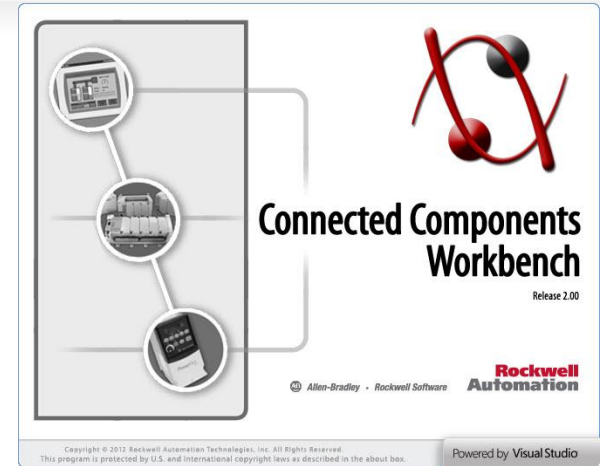 Connected Components
Workbench
Release 2.00
Allen-Bradley • Rockwell Software
Rockwell
Automation
Copyright © 2012 Rockwell Automation Technologies, Inc. All Rights Reserved.
This program is protected by U.S. and international copyright laws as described in the about box.
Powered by Visual Studio